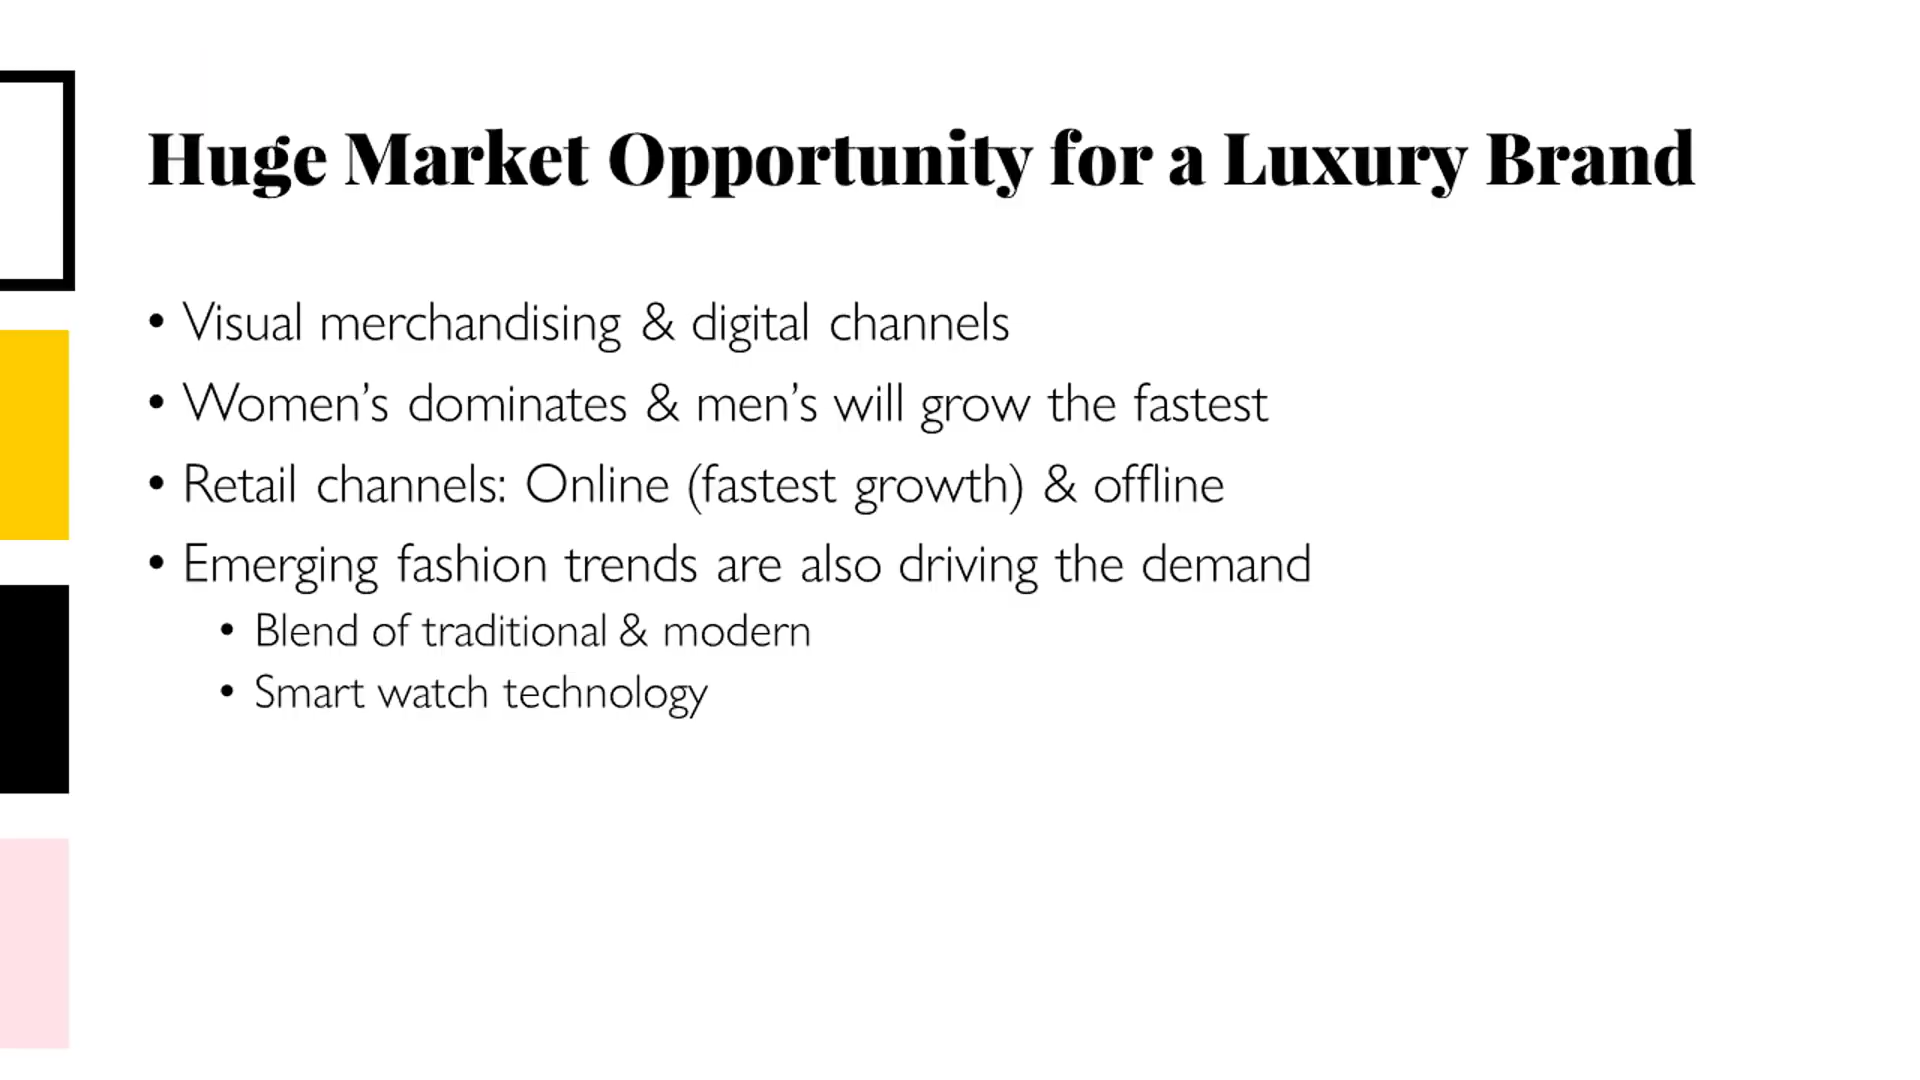 Huge Market Opportunity for a Luxury Brand
• Visual merchandising & digital channels
• Women’s dominates & men’s will grow the fastest
• Retail channels: Online (fastest growth) & offline
• Emerging fashion trends are also driving the demand
• Blend of traditional & modern
• Smart watch technology